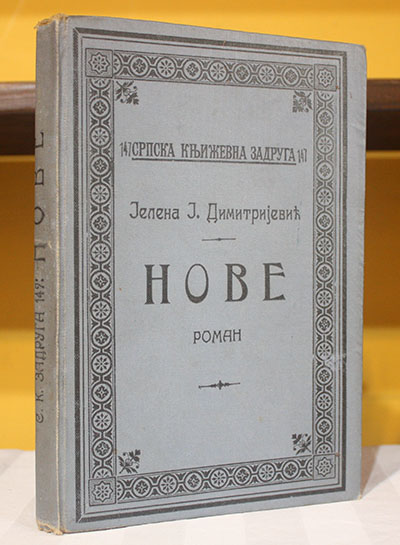 147 СРПСКА КЊИЖЕВНА ЗАДРУГА 147
Јелена Ј. Димитријевић
НОВЕ
РОМАН
С. К. ЗАДРУГА 147. НОВЕ